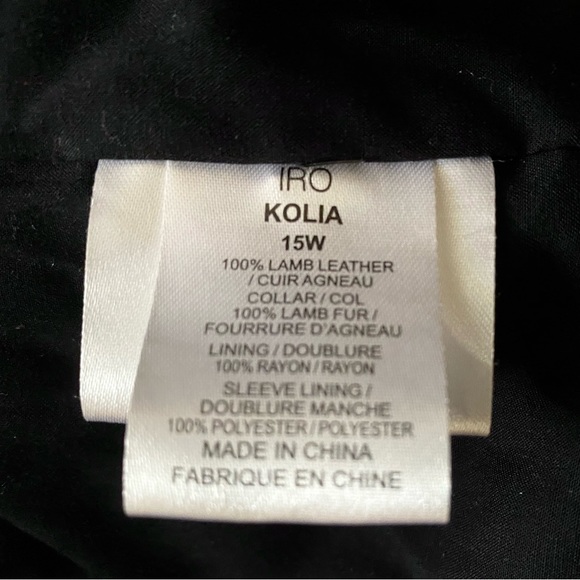 IRO
KOLIA
15W
100% LAMB LEATHER
/ CUIR AGNEAU
COLLAR / COL
100% LAMB FUR /
FOURRURE D'AGNEAU
LINING / DOUBLURE
100% RAYON / RAYON
SLEEVE LINING /
DOUBLURE MANCHE
100% POLYESTER / POLYESTER
MADE IN CHINA
FABRIQUE EN CHINE